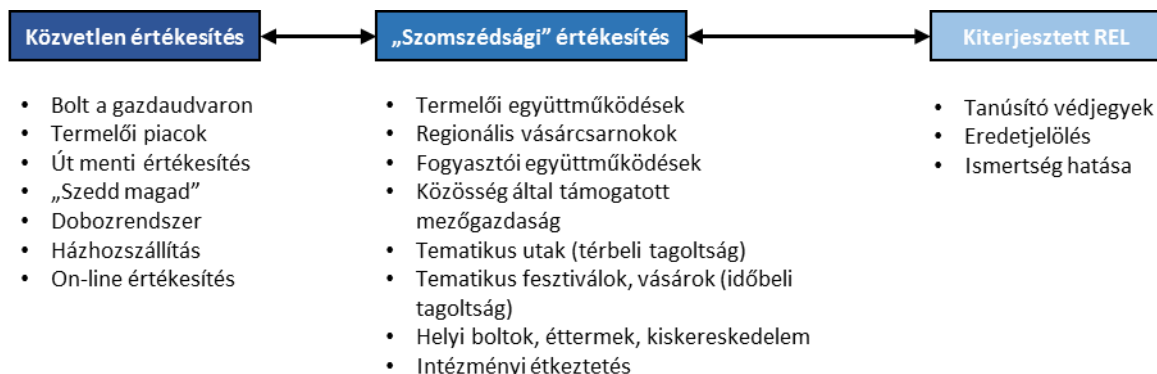 Közvetlen értékesítés
„Szomszédsági” értékesítés
Kiterjesztett REL
• Bolt a gazdaudvaron
• Termelői piacok
• Út menti értékesítés
• „Szedd magad”
• Dobozrendszer
• Házhozszállítás
• On-line értékesítés
• Termelői együttműködések
• Regionális vásárcsarnokok
• Fogyasztói együttműködések
• Közösség által támogatott
mezőgazdaság
• Tematikus utak (térbeli tagoltság)
• Tematikus fesztiválok, vásárok (időbeli
tagoltság)
• Helyi boltok, éttermek, kiskereskedelem
• Intézményi étkeztetés
• Tanúsító védjegyek
• Eredetjelölés
• Ismertség hatása